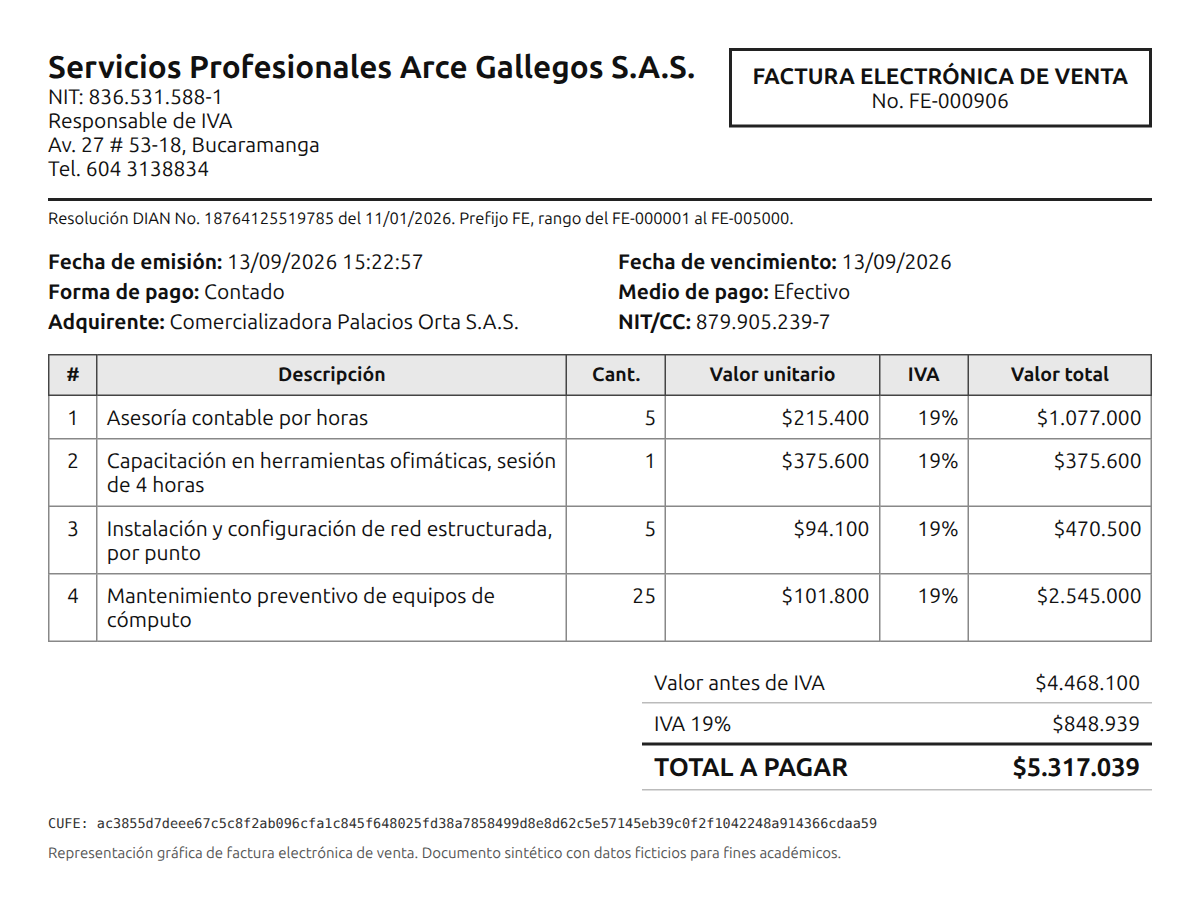 Servicios Profesionales Arce Gallegos S.A.S.
NIT: 836.531.588-1
Responsable de IVA
Av. 27 # 53-18, Bucaramanga
Tel. 604 3138834
FACTURA ELECTRÓNICA DE VENTA
No. FE-000906
Resolución DIAN No. 18764125519785 del 11/01/2026. Prefijo FE, rango del FE-000001 al FE-005000.
Fecha de emisión: 13/09/2026 15:22:57
Fecha de vencimiento: 13/09/2026
Forma de pago: Contado
Medio de pago: Efectivo
Adquirente: Comercializadora Palacios Orta S.A.S.
NIT/CC: 879.905.239-7
# Descripción Cant. Valor unitario IVA Valor total
1 Asesoría contable por horas 5 $215.400 19% $1.077.000
2 Capacitación en herramientas ofimáticas, sesión 1 $375.600 19% $375.600
de 4 horas
3 Instalación y configuración de red estructurada, 5 $94.100 19% $470.500
por punto
4 Mantenimiento preventivo de equipos de 25 $101.800 19% $2.545.000
cómputo
Valor antes de IVA $4.468.100
IVA 19% $848.939
TOTAL A PAGAR $5.317.039
CUFE: ac3855d7deee67c5c8f2ab096cfa1c845f648025fd38a7858499d8e8d62c5e57145eb39c0f2f1042248a914366cdaa59
Representación gráfica de factura electrónica de venta. Documento sintético con datos ficticios para fines académicos.